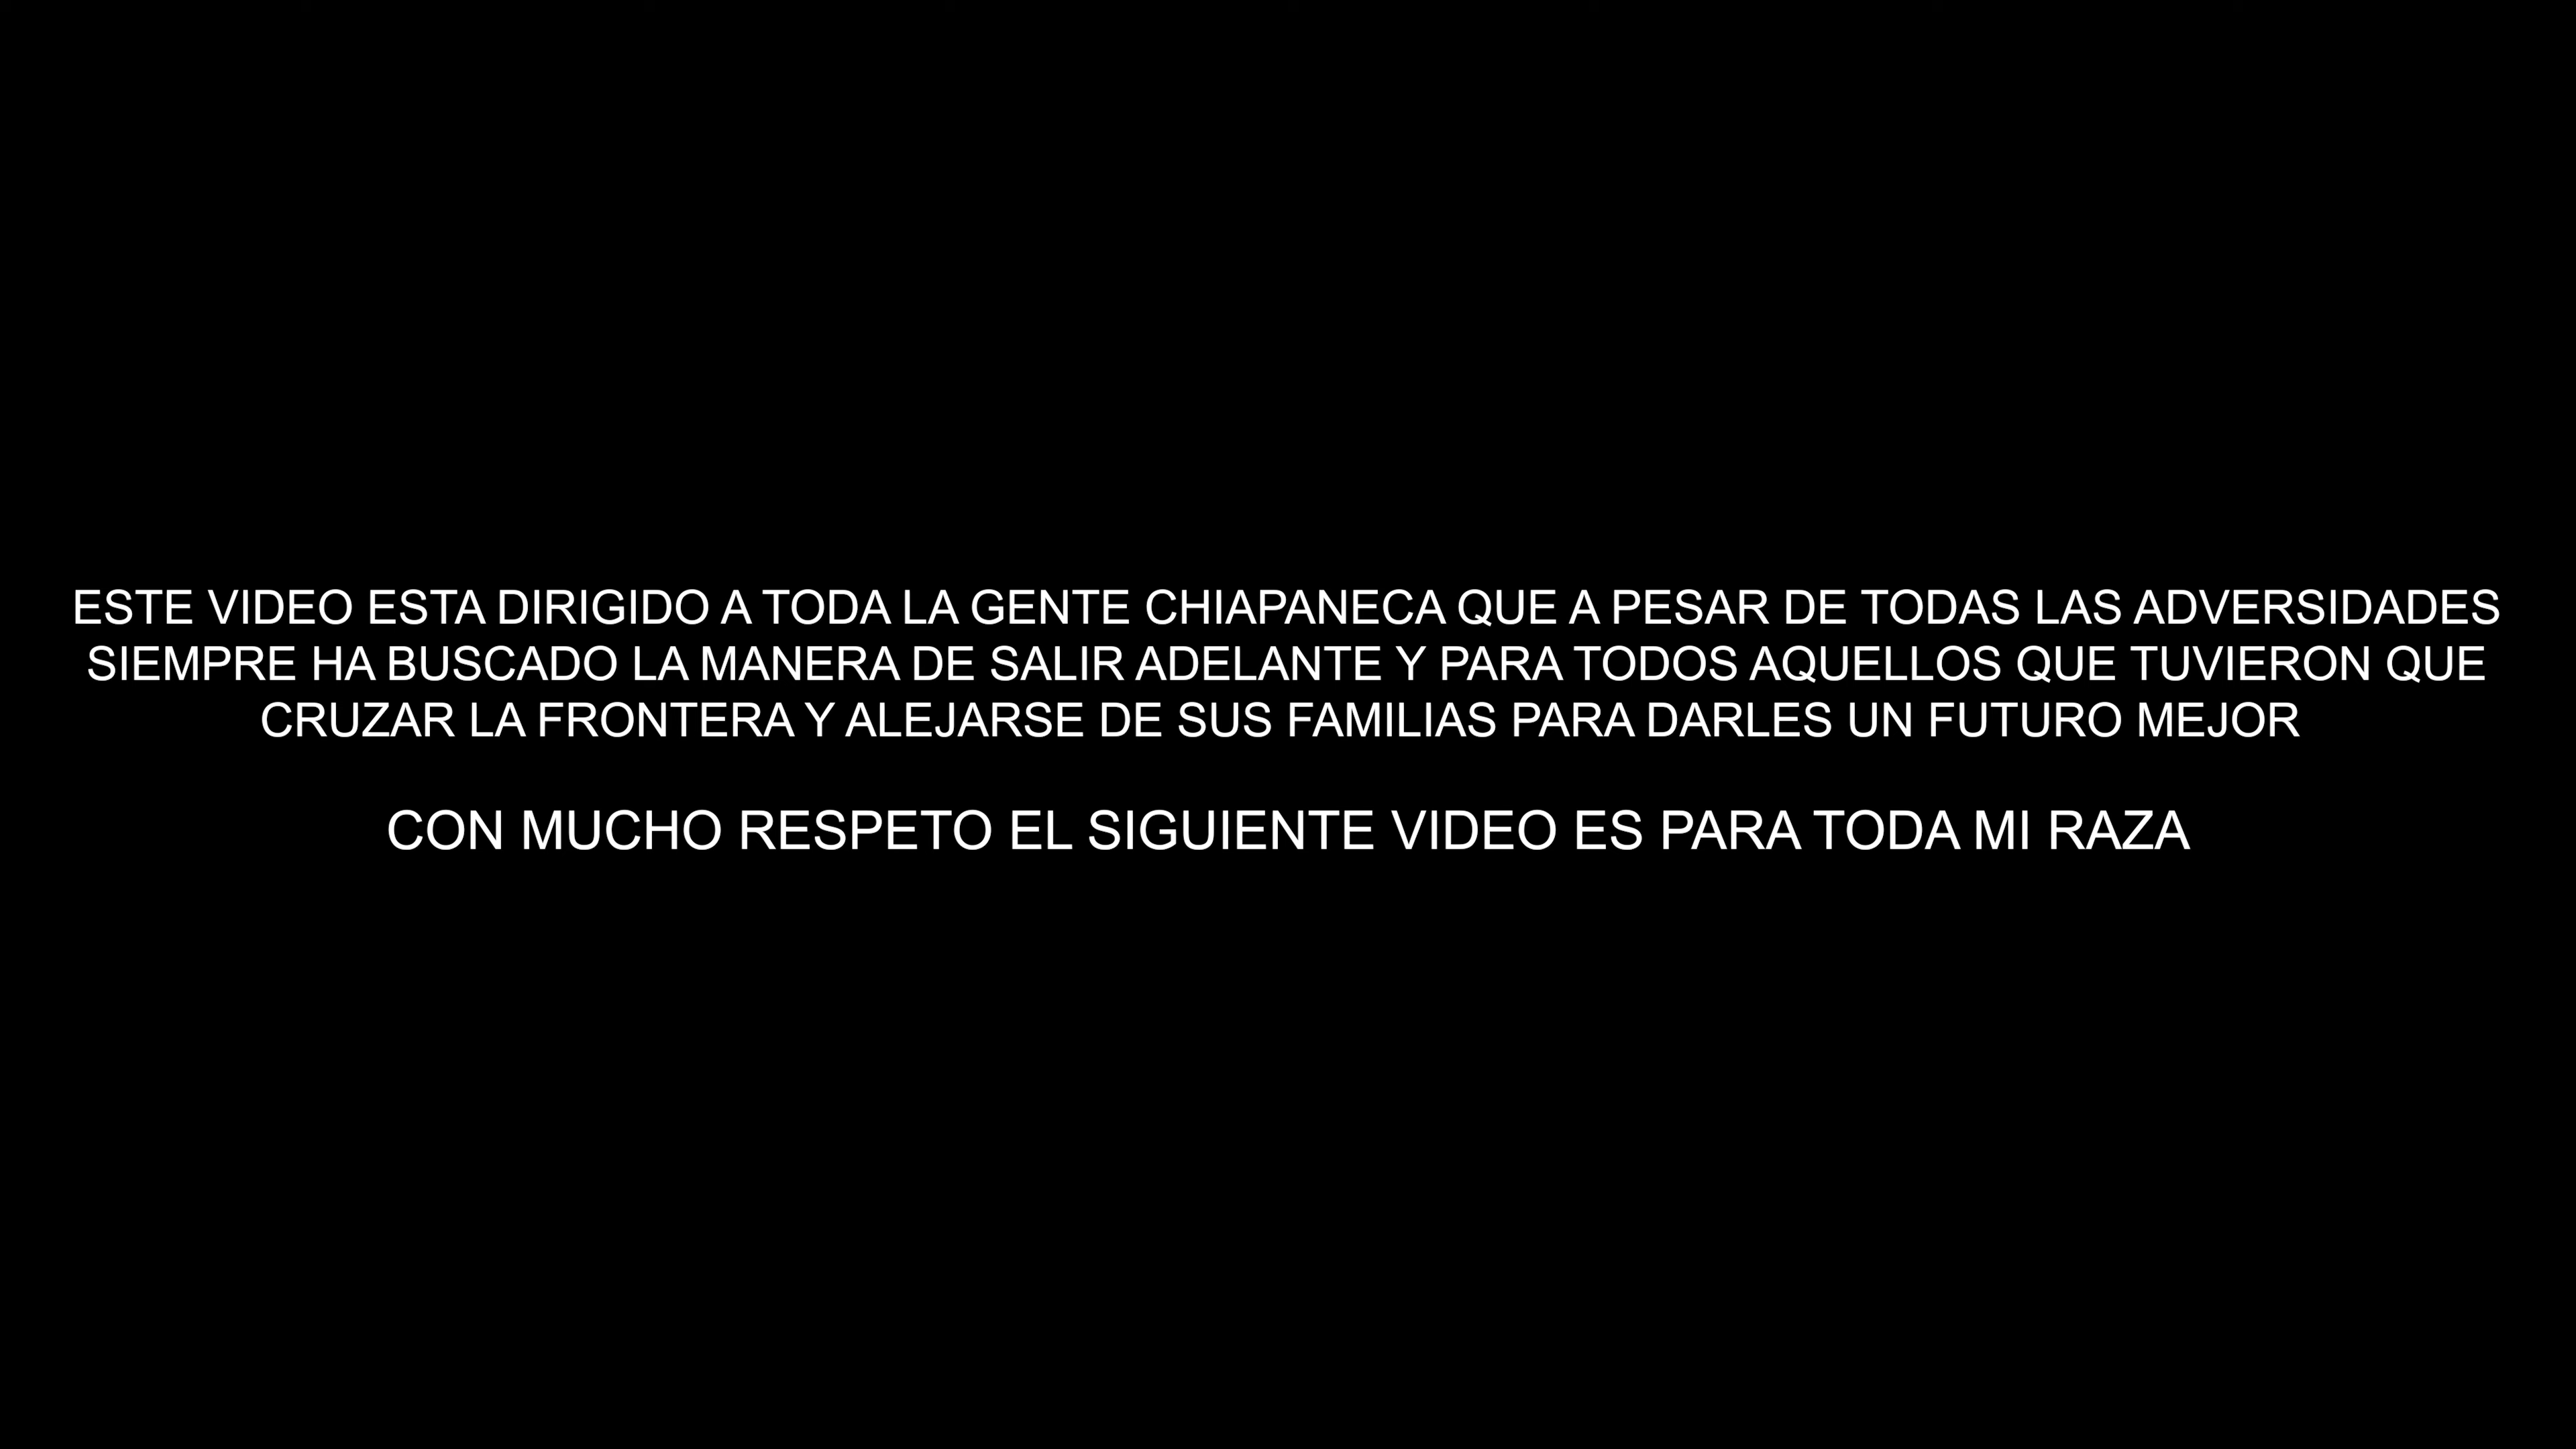 ESTE VIDEO ESTA DIRIGIDO A TODA LA GENTE CHIAPANECA QUE A PESAR DE TODAS LAS ADVERSIDADES
SIEMPRE HA BUSCADO LA MANERA DE SALIR ADELANTE Y PARA TODOS AQUELLOS QUE TUVIERON QUE
CRUZAR LA FRONTERA Y ALEJARSE DE SUS FAMILIAS PARA DARLES UN FUTURO MEJOR
CON MUCHO RESPETO EL SIGUIENTE VIDEO ES PARA TODA MI RAZA